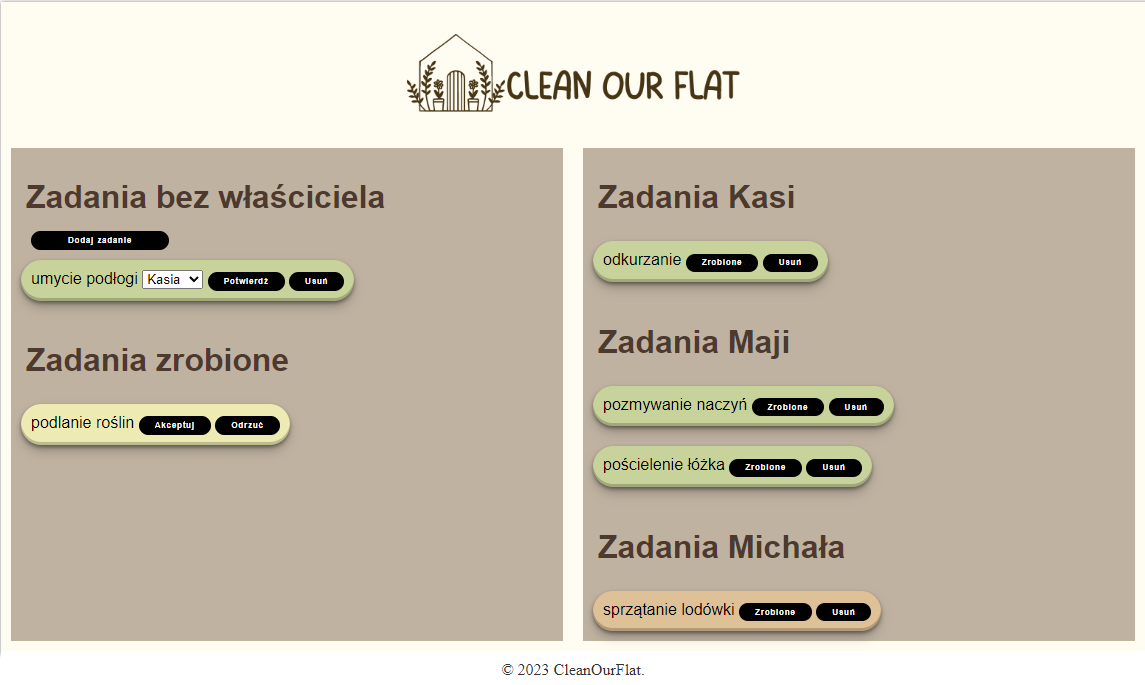 CLEAN OUR FLAT
Zadania bez właściciela
Dodaj zadanie
umycie podłogi Kasia Potwierdź Usuń
Zadania zrobione
podlanie roślin Akceptuj Odrzuć
Zadania Kasi
odkurzanie Zrobione Usuń
Zadania Maji
pozmywanie naczyń Zrobione Usuń
pościelenie łóżka Zrobione Usuń
Zadania Michała
sprzątanie lodówki Zrobione Usuń
© 2023 CleanOurFlat.